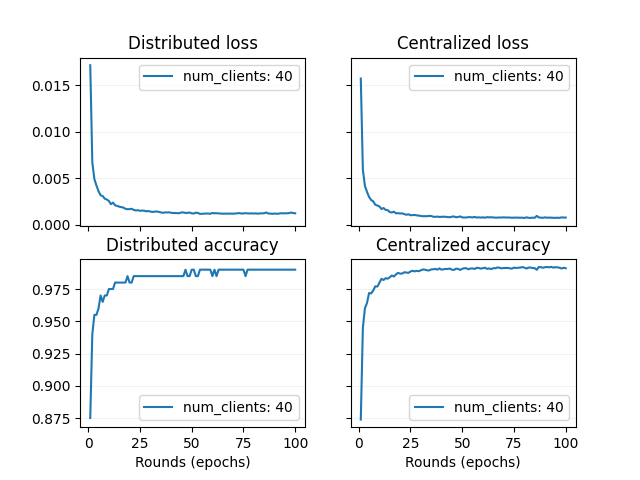 Distributed loss
Centralized loss
0.015
0.010
0.005
0.000
num_clients: 40
num_clients: 40
Distributed accuracy
Centralized accuracy
0.975
0.950
0.925
0.900
0.875
num_clients: 40
num_clients: 40
0 25 50 75 100
0 25 50 75 100
Rounds (epochs)
Rounds (epochs)